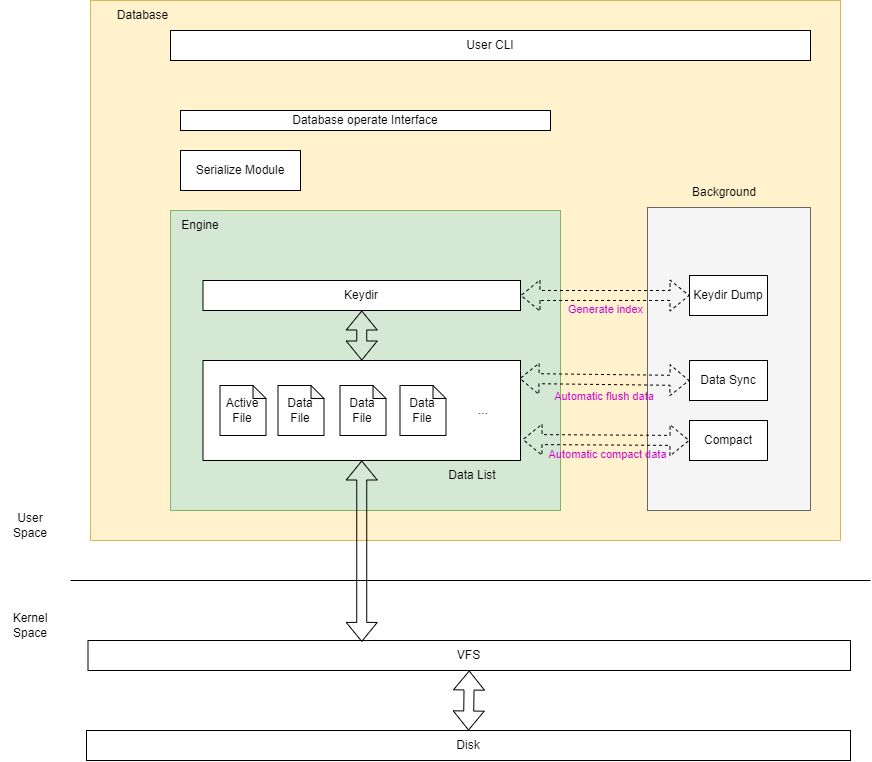 Database
User CLI
Database operate Interface
Serialize Module
Background
Engine
Keydir
Generate index
Keydir Dump
Active
File
Data
File
Data
File
Data
File
...
Automatic flush data
Data Sync
Automatic compact data
Compact
Data List
User
Space
Kernel
Space
VFS
Disk